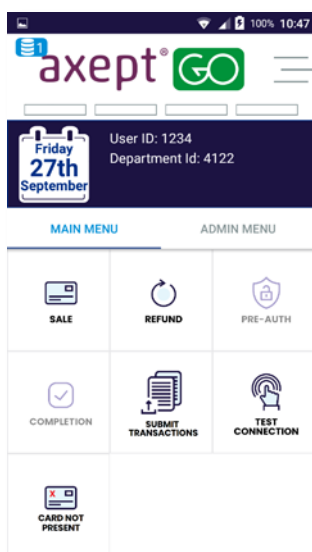 100% 10:47
1
axept® GO
Friday
27th
September
User ID: 1234
Department Id: 4122
MAIN MENU
ADMIN MENU
SALE
REFUND
PRE-AUTH
COMPLETION
SUBMIT
TRANSACTIONS
TEST
CONNECTION
CARD NOT
PRESENT